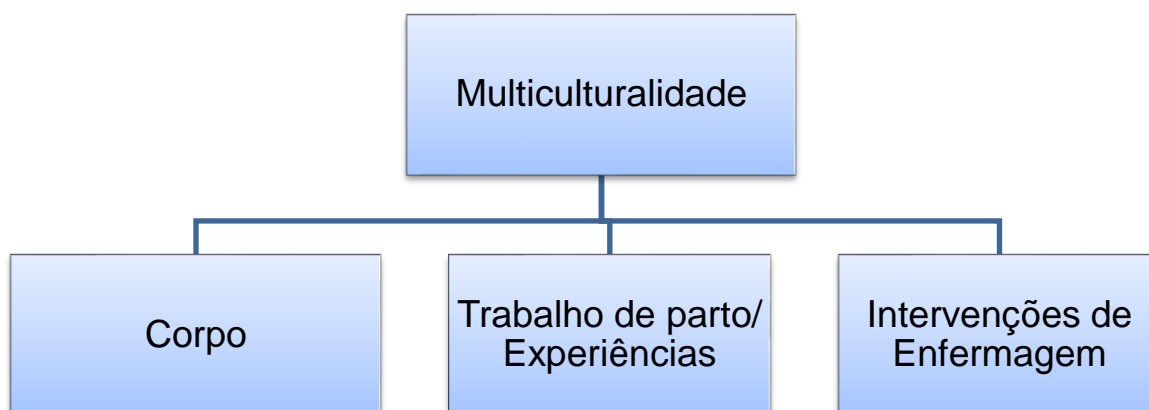 Multiculturalidade
Corpo
Trabalho de parto/
Experiências
Intervenções de
Enfermagem